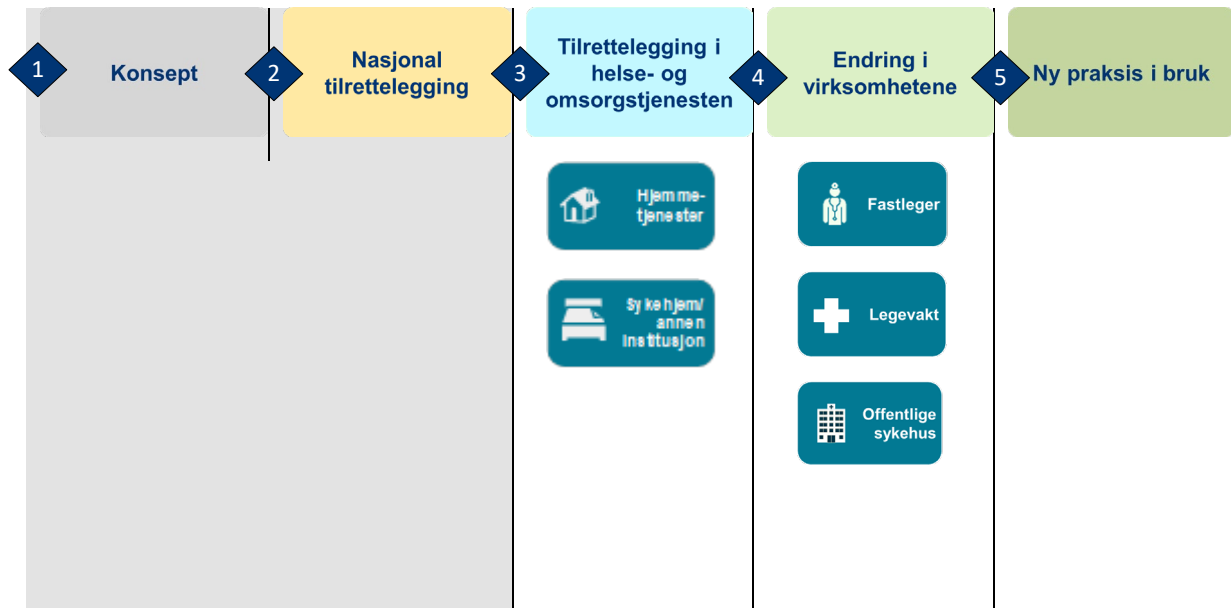 1
Konsept
2
Nasjonal
tilrettelegging
3
Tilrettelegging i
helse- og
omsorgstjenesten
4
Endring i
virksomhetene
5
Ny praksis i bruk
Hjemme-
tjenester
Sykehjem/
annen
institusjon
Fastleger
Legevakt
Offentlige
sykehus